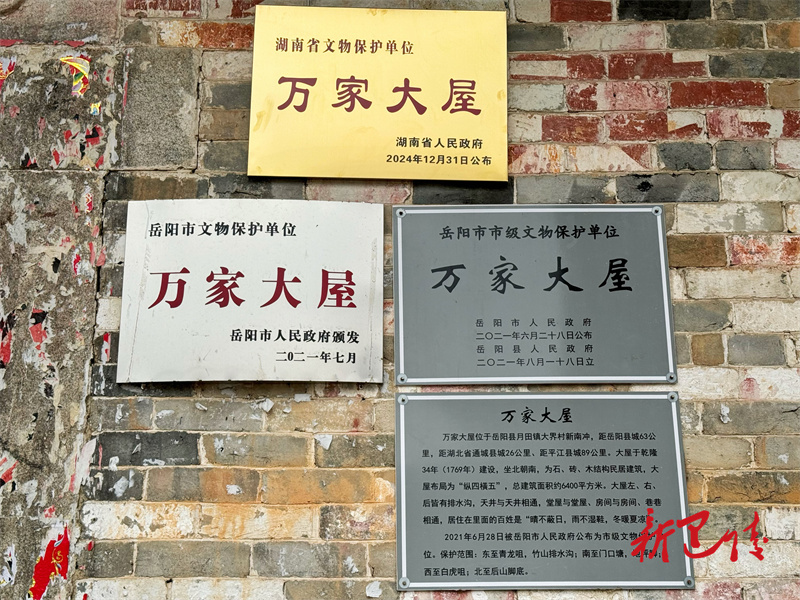 湖南省文物保护单位
万家大屋
湖南省人民政府
2024年12月31日公布
岳阳市文物保护单位
万家大屋
岳阳市人民政府颁发
二〇二一年七月
岳阳市市级文物保护单位
万家大屋
岳阳市人民政府
二〇二一年六月二十八日公布
岳阳县人民政府
二〇二一年八月一十八日立
万家大屋
万家大屋位于岳阳县月田镇大界村新南冲，距岳阳县城63公
里，距湖北省通城县城26公里、距平江县城89公里。大屋于乾隆
34年（1769年）建设，坐北朝南，为石、砖、木结构民居建筑，大
屋布局为“纵四横五”，总建筑面积约6400平方米。大屋左、右、
后皆有排水沟，天井与天井相通，堂屋与堂屋、房间与房间、巷巷
相通，居住在里面的百姓是“晴不蔽日，雨不湿鞋，冬暖夏凉
2021年6月28日被岳阳市人民政府公布为市级文物保护
位。保护范围：东至青龙咀，竹山排水沟；南至门口塘，
西至白虎咀；北至后山脚底。